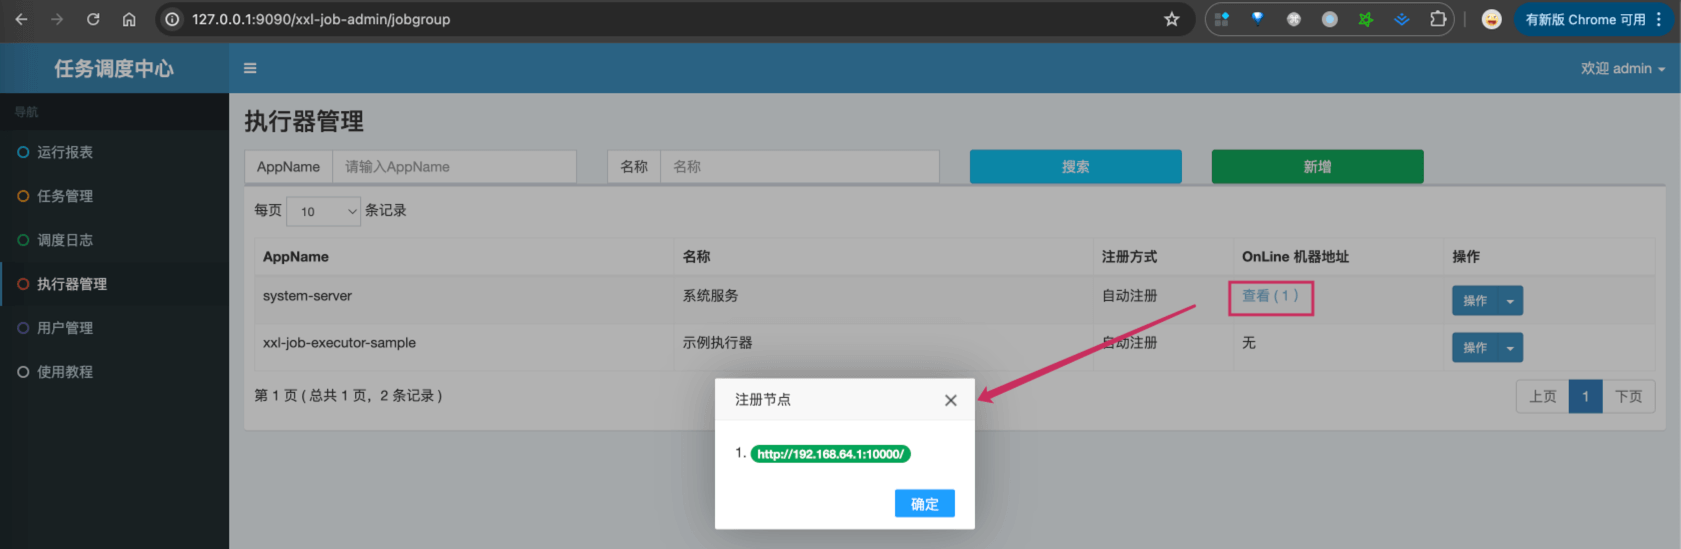 127.0.0.1:9090/xxl-job-admin/jobgroup
有新版 Chrome 可用
任务调度中心
欢迎 admin
导航
运行报表
任务管理
调度日志
执行器管理
用户管理
使用教程
执行器管理
AppName 请输入AppName 名称 名称 搜索 新增
每页 10 条记录
AppName 名称 注册方式 OnLine 机器地址 操作
system-server 系统服务 自动注册 查看 ( 1 ) 操作
xxl-job-executor-sample 示例执行器 自动注册 无 操作
第 1 页 ( 总共 1 页，2 条记录 )
上页 1 下页
注册节点
1. http://192.168.64.1:10000/
确定